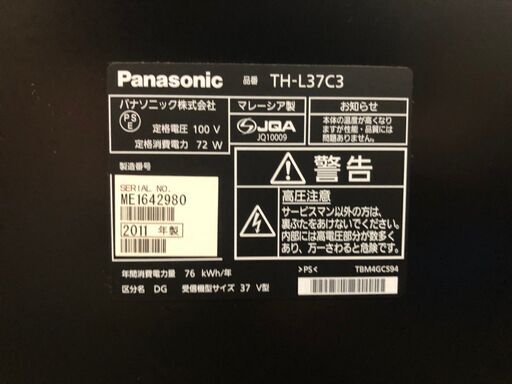 Panasonic 品番 TH-L37C3
パナソニック株式会社
PS
E
定格電圧 100 V
定格消費電力 72 W
製造番号
SERIAL NO.
ME1642980
2011 年製
マレーシア製
JQA
JQ10009
お知らせ
本体の温度が高くなり
ますが性能・品質には
問題ありません。
警告
高圧注意
サービスマン以外の方は、
裏ぶたをあけないでください。
内部には高電圧部分が数多く
あり、万一さわると危険です。
年間消費電力量 76 kWh/年
区分名 DG 受信機型サイズ 37 V型
>PS<
TBM4GCS94